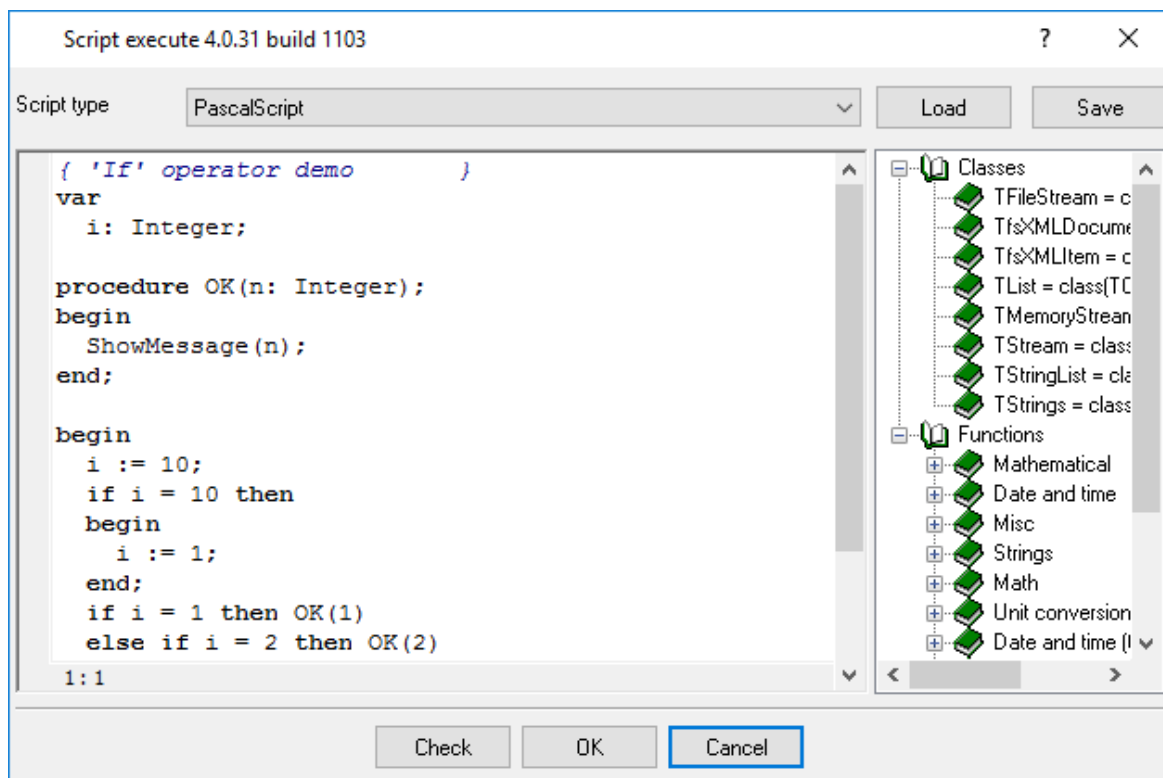 Script execute 4.0.31 build 1103
?
Script type
PascalScript
Load
Save
{ 'If' operator demo       }
var
  i: Integer;
procedure OK(n: Integer);
begin
  ShowMessage(n);
end;
begin
  i := 10;
  if i = 10 then
  begin
    i := 1;
  end;
  if i = 1 then OK(1)
  else if i = 2 then OK(2)
1:1
Classes
TFileStream = c
TfsXMLDocume
TfsXMLItem = c
TList = class(TO
TMemoryStream
TStream = class
TStringList = cla
TStrings = class
Functions
Mathematical
Date and time
Misc
Strings
Math
Unit conversion
Date and time (
Check
OK
Cancel